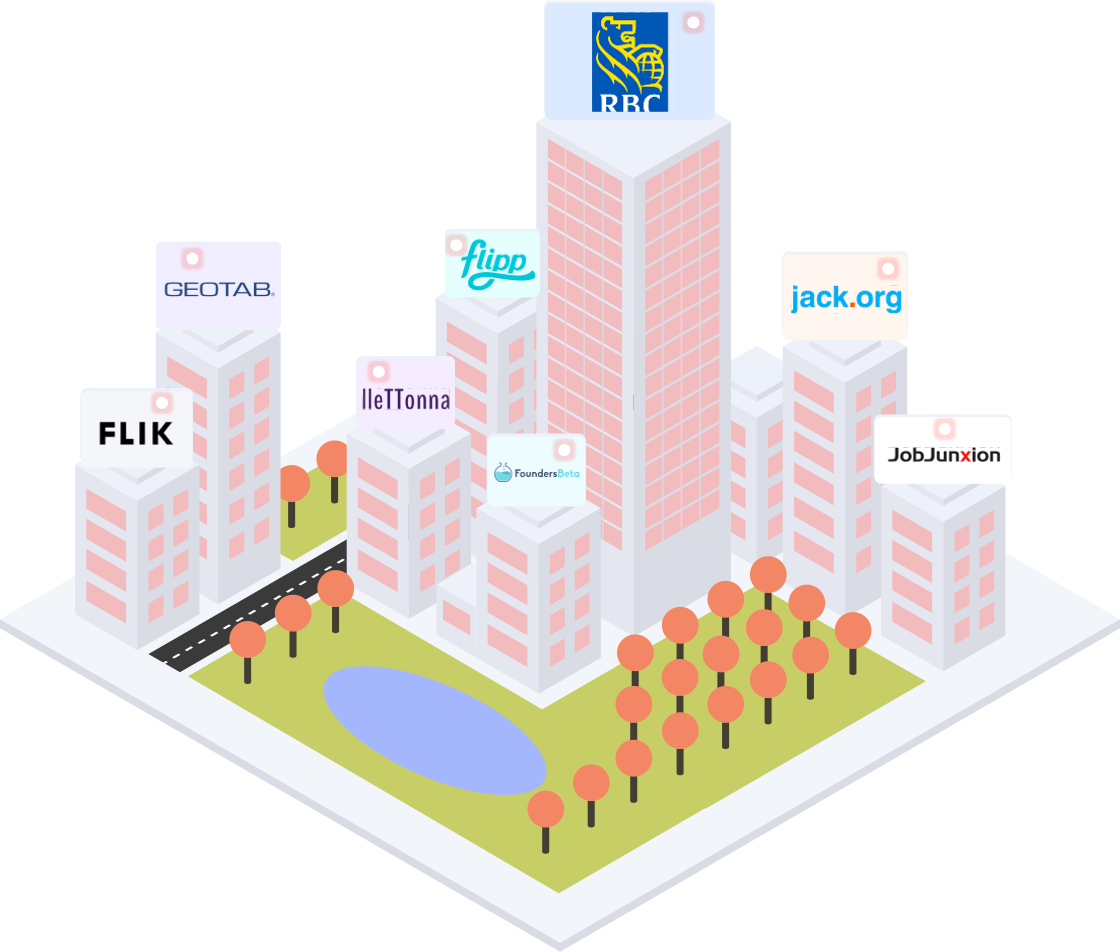 RBC
flipp
GEOTAB
jack.org
lleTTonna
FLIK
JobJunxion
FoundersBeta